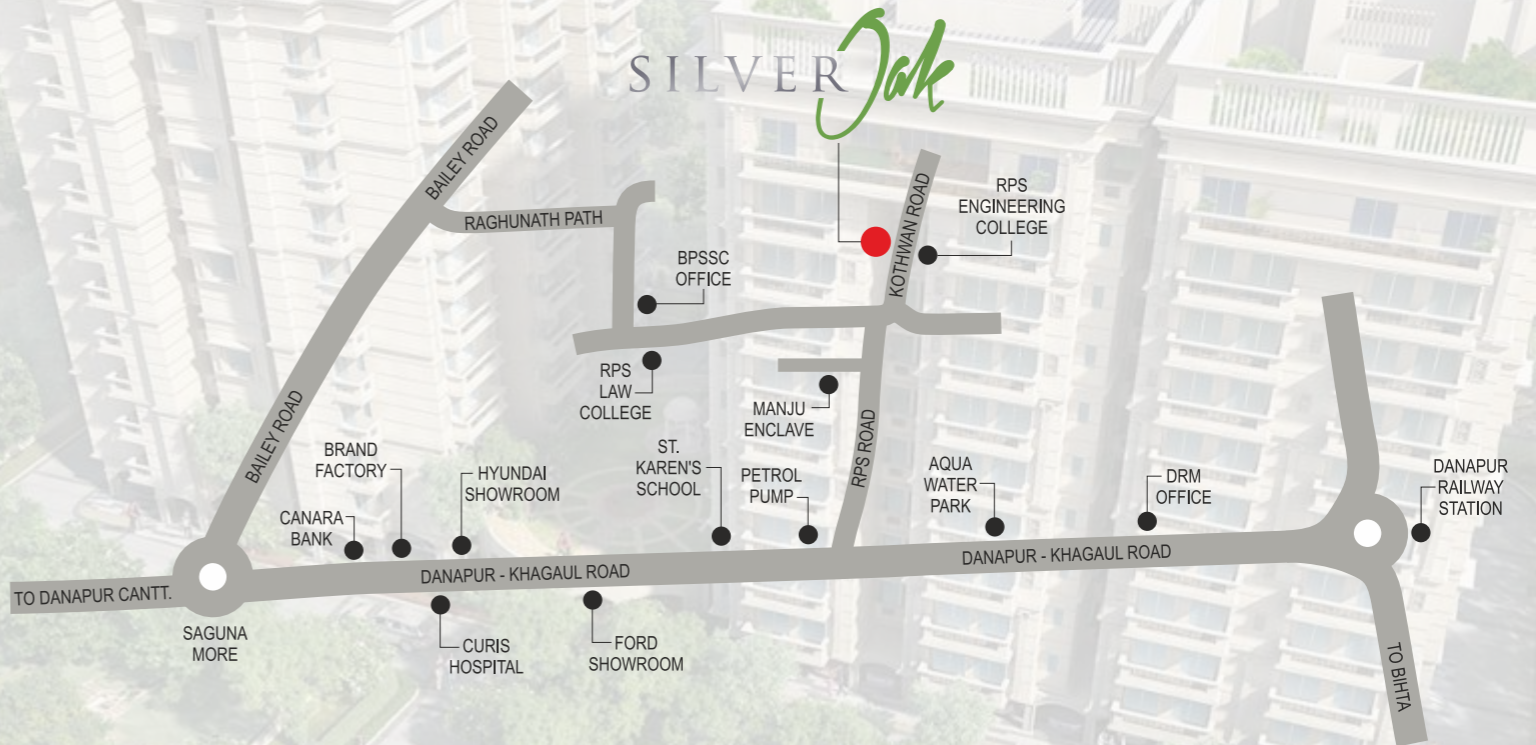 SILVER Oak
BAILEY ROAD
RAGHUNATH PATH
KOTHWAN ROAD
RPS
ENGINEERING
COLLEGE
BPSSC
OFFICE
RPS
LAW
COLLEGE
MANJU
ENCLAVE
RPS ROAD
BAILEY ROAD
BRAND
FACTORY
HYUNDAI
SHOWROOM
CANARA
BANK
ST.
KAREN'S
SCHOOL
PETROL
PUMP
AQUA
WATER
PARK
DRM
OFFICE
DANAPUR
RAILWAY
STATION
DANAPUR - KHAGAUL ROAD
DANAPUR - KHAGAUL ROAD
TO DANAPUR CANTT.
SAGUNA
MORE
CURIS
HOSPITAL
FORD
SHOWROOM
TO BIHTA